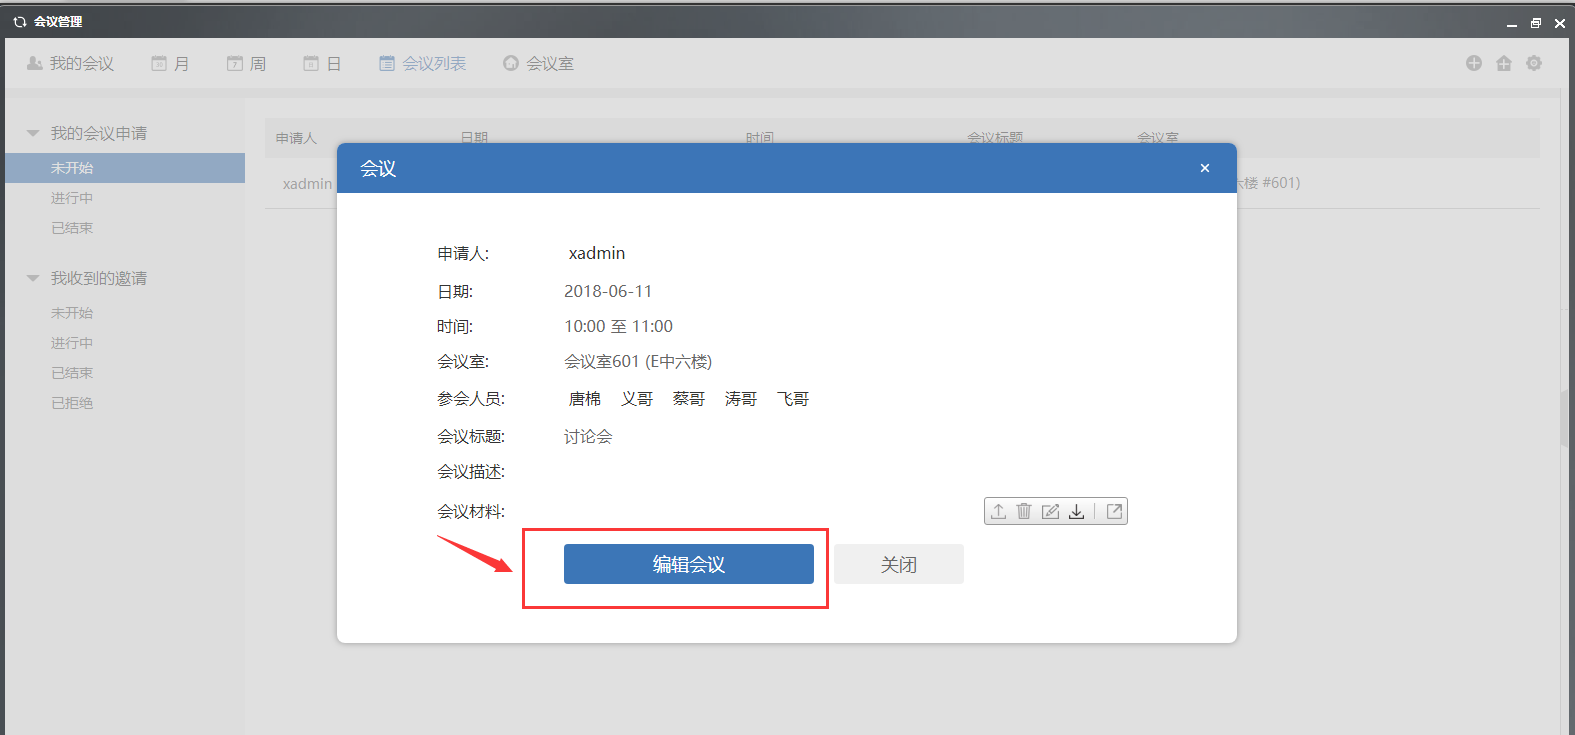 会议管理
我的会议 月 周 日 会议列表 会议室
我的会议申请
未开始
进行中
已结束
我收到的邀请
未开始
进行中
已结束
已拒绝
申请人 日期 时间 会议标题 会议室
xadmin 楼 #601)
会议
申请人: xadmin
日期: 2018-06-11
时间: 10:00 至 11:00
会议室: 会议室601 (E中六楼)
参会人员: 唐棉 义哥 蔡哥 涛哥 飞哥
会议标题: 讨论会
会议描述:
会议材料:
编辑会议 关闭